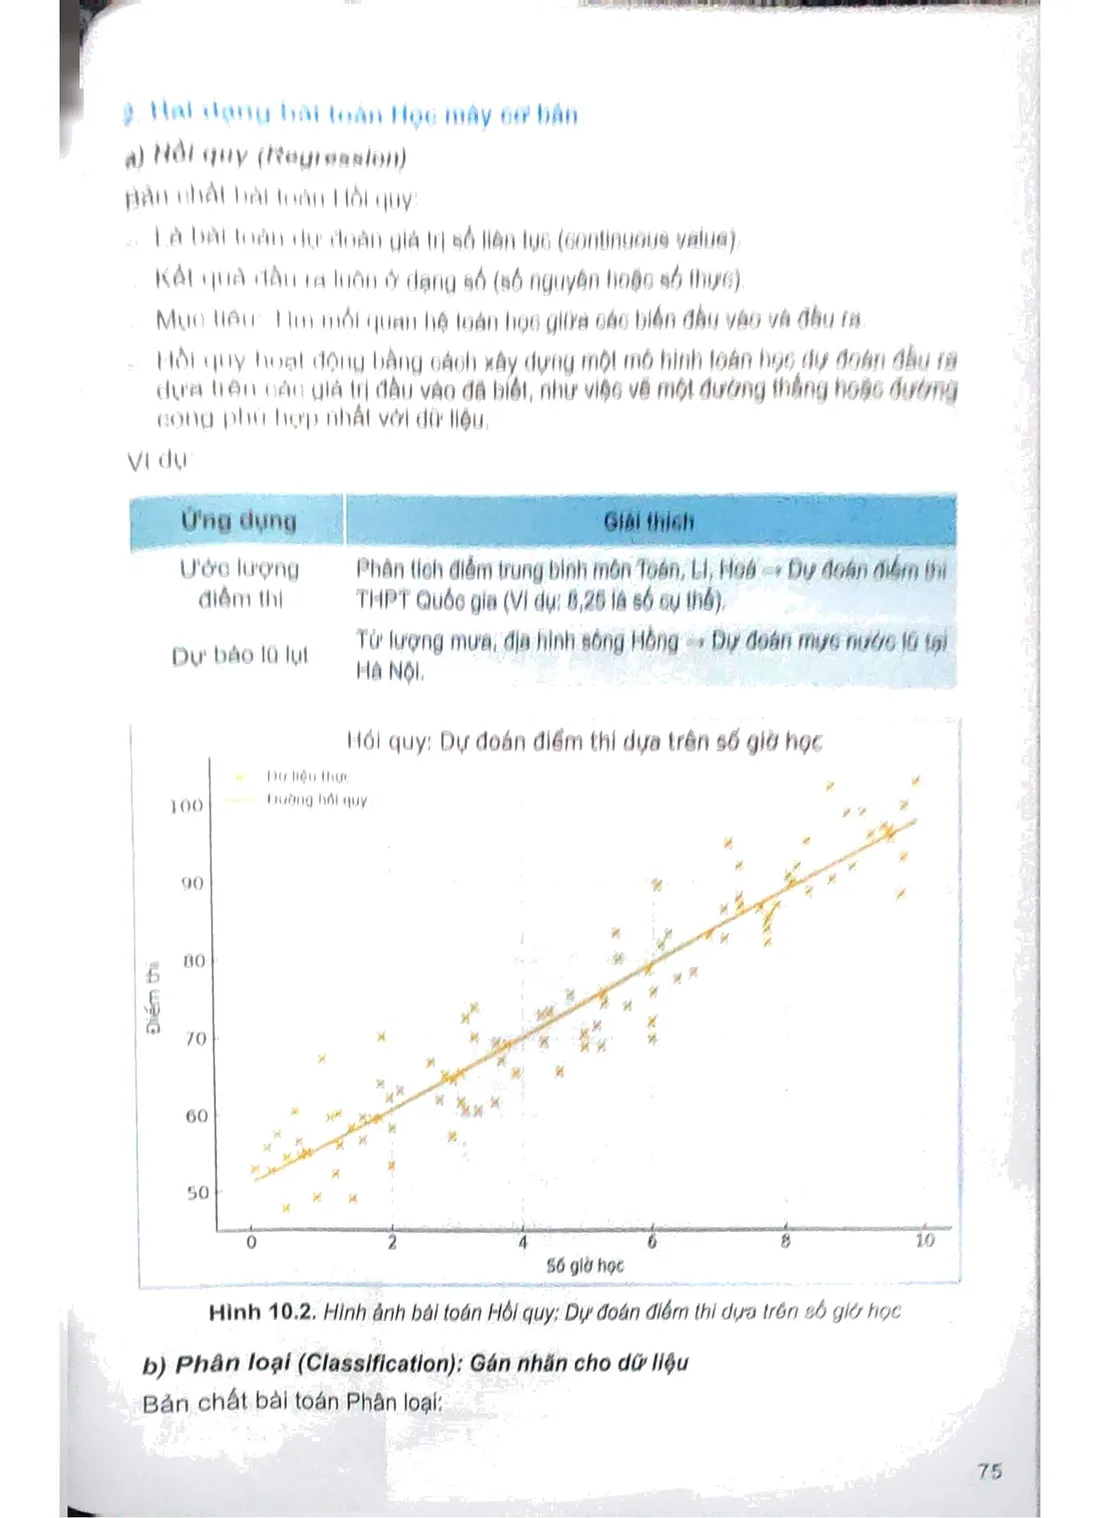 2. Hai dạng bài toán Học máy cơ bản
a) Hồi quy (Regression)
Bản chất bài toán Hồi quy:
- Là bài toán dự đoán giá trị số liên tục (continuous value).
- Kết quả đầu ra luôn ở dạng số (số nguyên hoặc số thực).
- Mục tiêu: Tìm mối quan hệ toán học giữa các biến đầu vào và đầu ra.
- Hồi quy hoạt động bằng cách xây dựng một mô hình toán học dự đoán đầu ra
dựa trên các giá trị đầu vào đã biết, như việc vẽ một đường thẳng hoặc đường
cong phù hợp nhất với dữ liệu.
Ví dụ:
Ứng dụng Giải thích
Ước lượng
điểm thi
Phân tích điểm trung bình môn Toán, Lí, Hoá → Dự đoán điểm thi
THPT Quốc gia (Ví dụ: 8,25 là số cụ thể).
Dự báo lũ lụt
Từ lượng mưa, địa hình sông Hồng → Dự đoán mực nước lũ tại
Hà Nội.
Hồi quy: Dự đoán điểm thi dựa trên số giờ học
Dữ liệu thực
Đường hồi quy
100
90
80
70
60
50
Điểm thi
0 2 4 6 8 10
Số giờ học
Hình 10.2. Hình ảnh bài toán Hồi quy: Dự đoán điểm thi dựa trên số giờ học
b) Phân loại (Classification): Gán nhãn cho dữ liệu
Bản chất bài toán Phân loại:
75